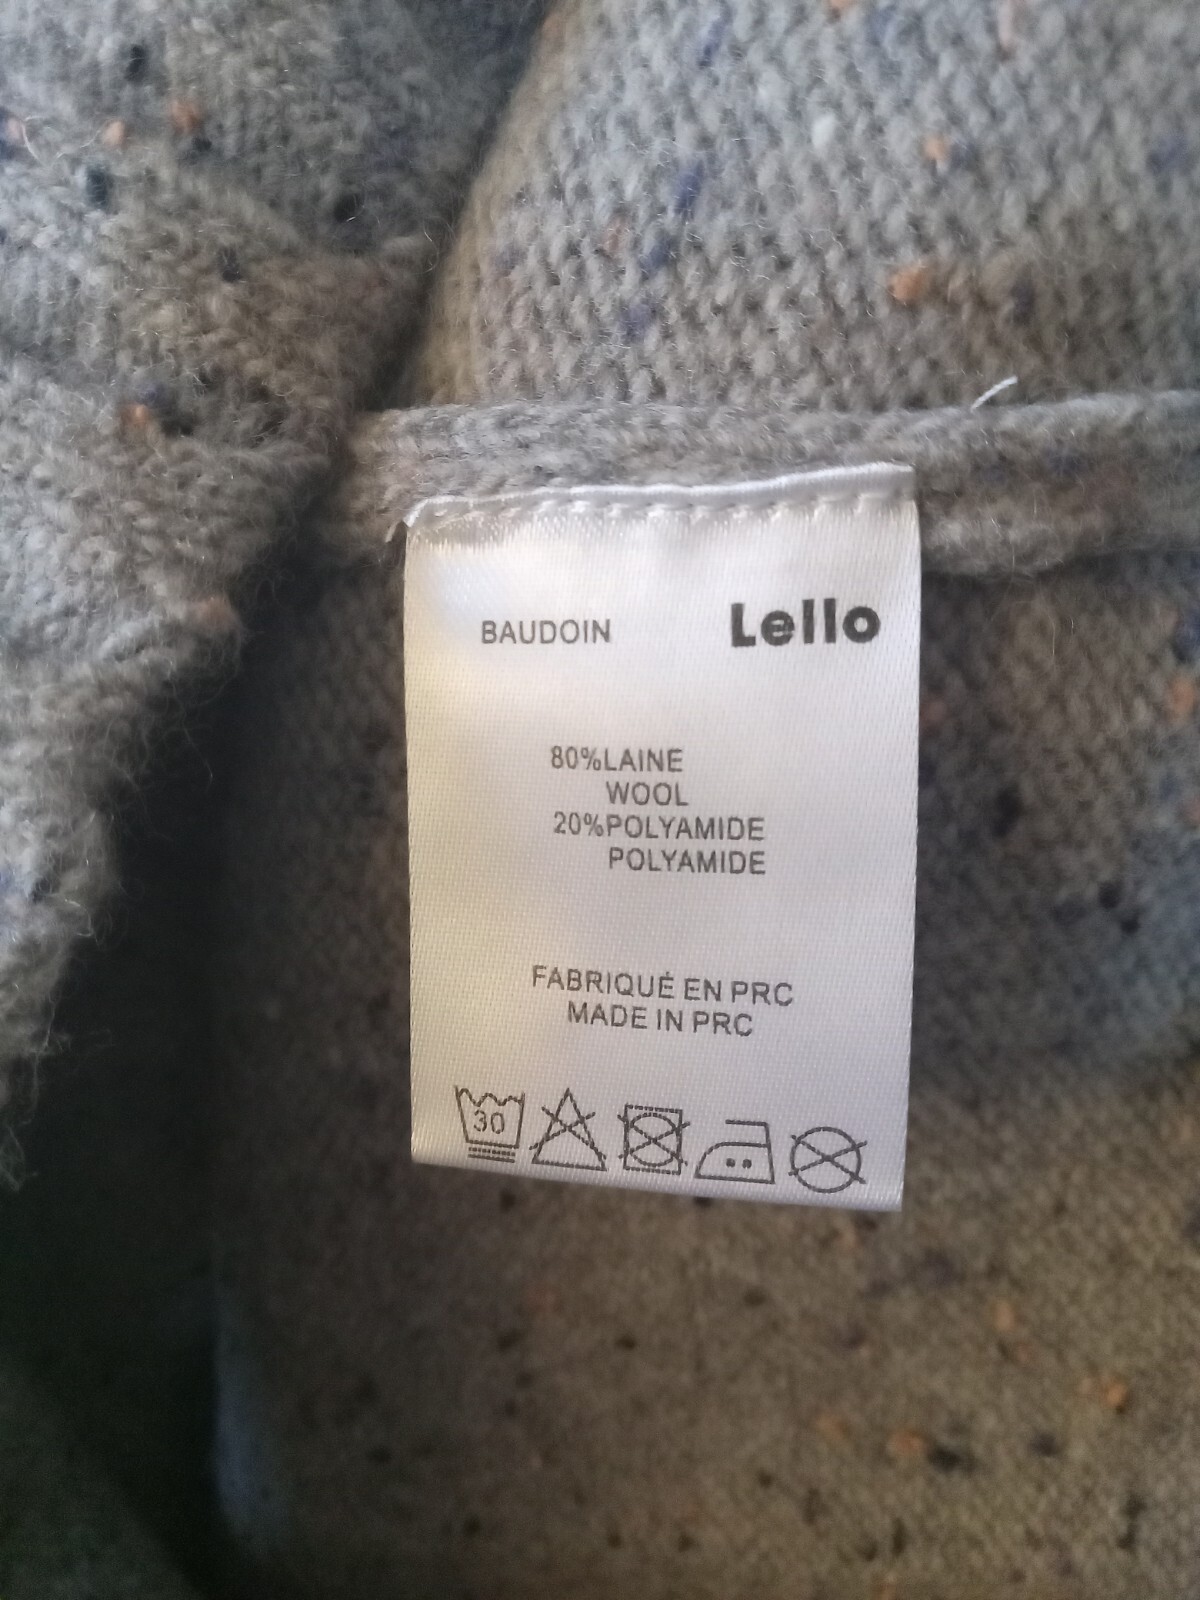 BAUDOIN Lello
80%LAINE
WOOL
20%POLYAMIDE
POLYAMIDE
FABRIQUÉ EN PRC
MADE IN PRC
30